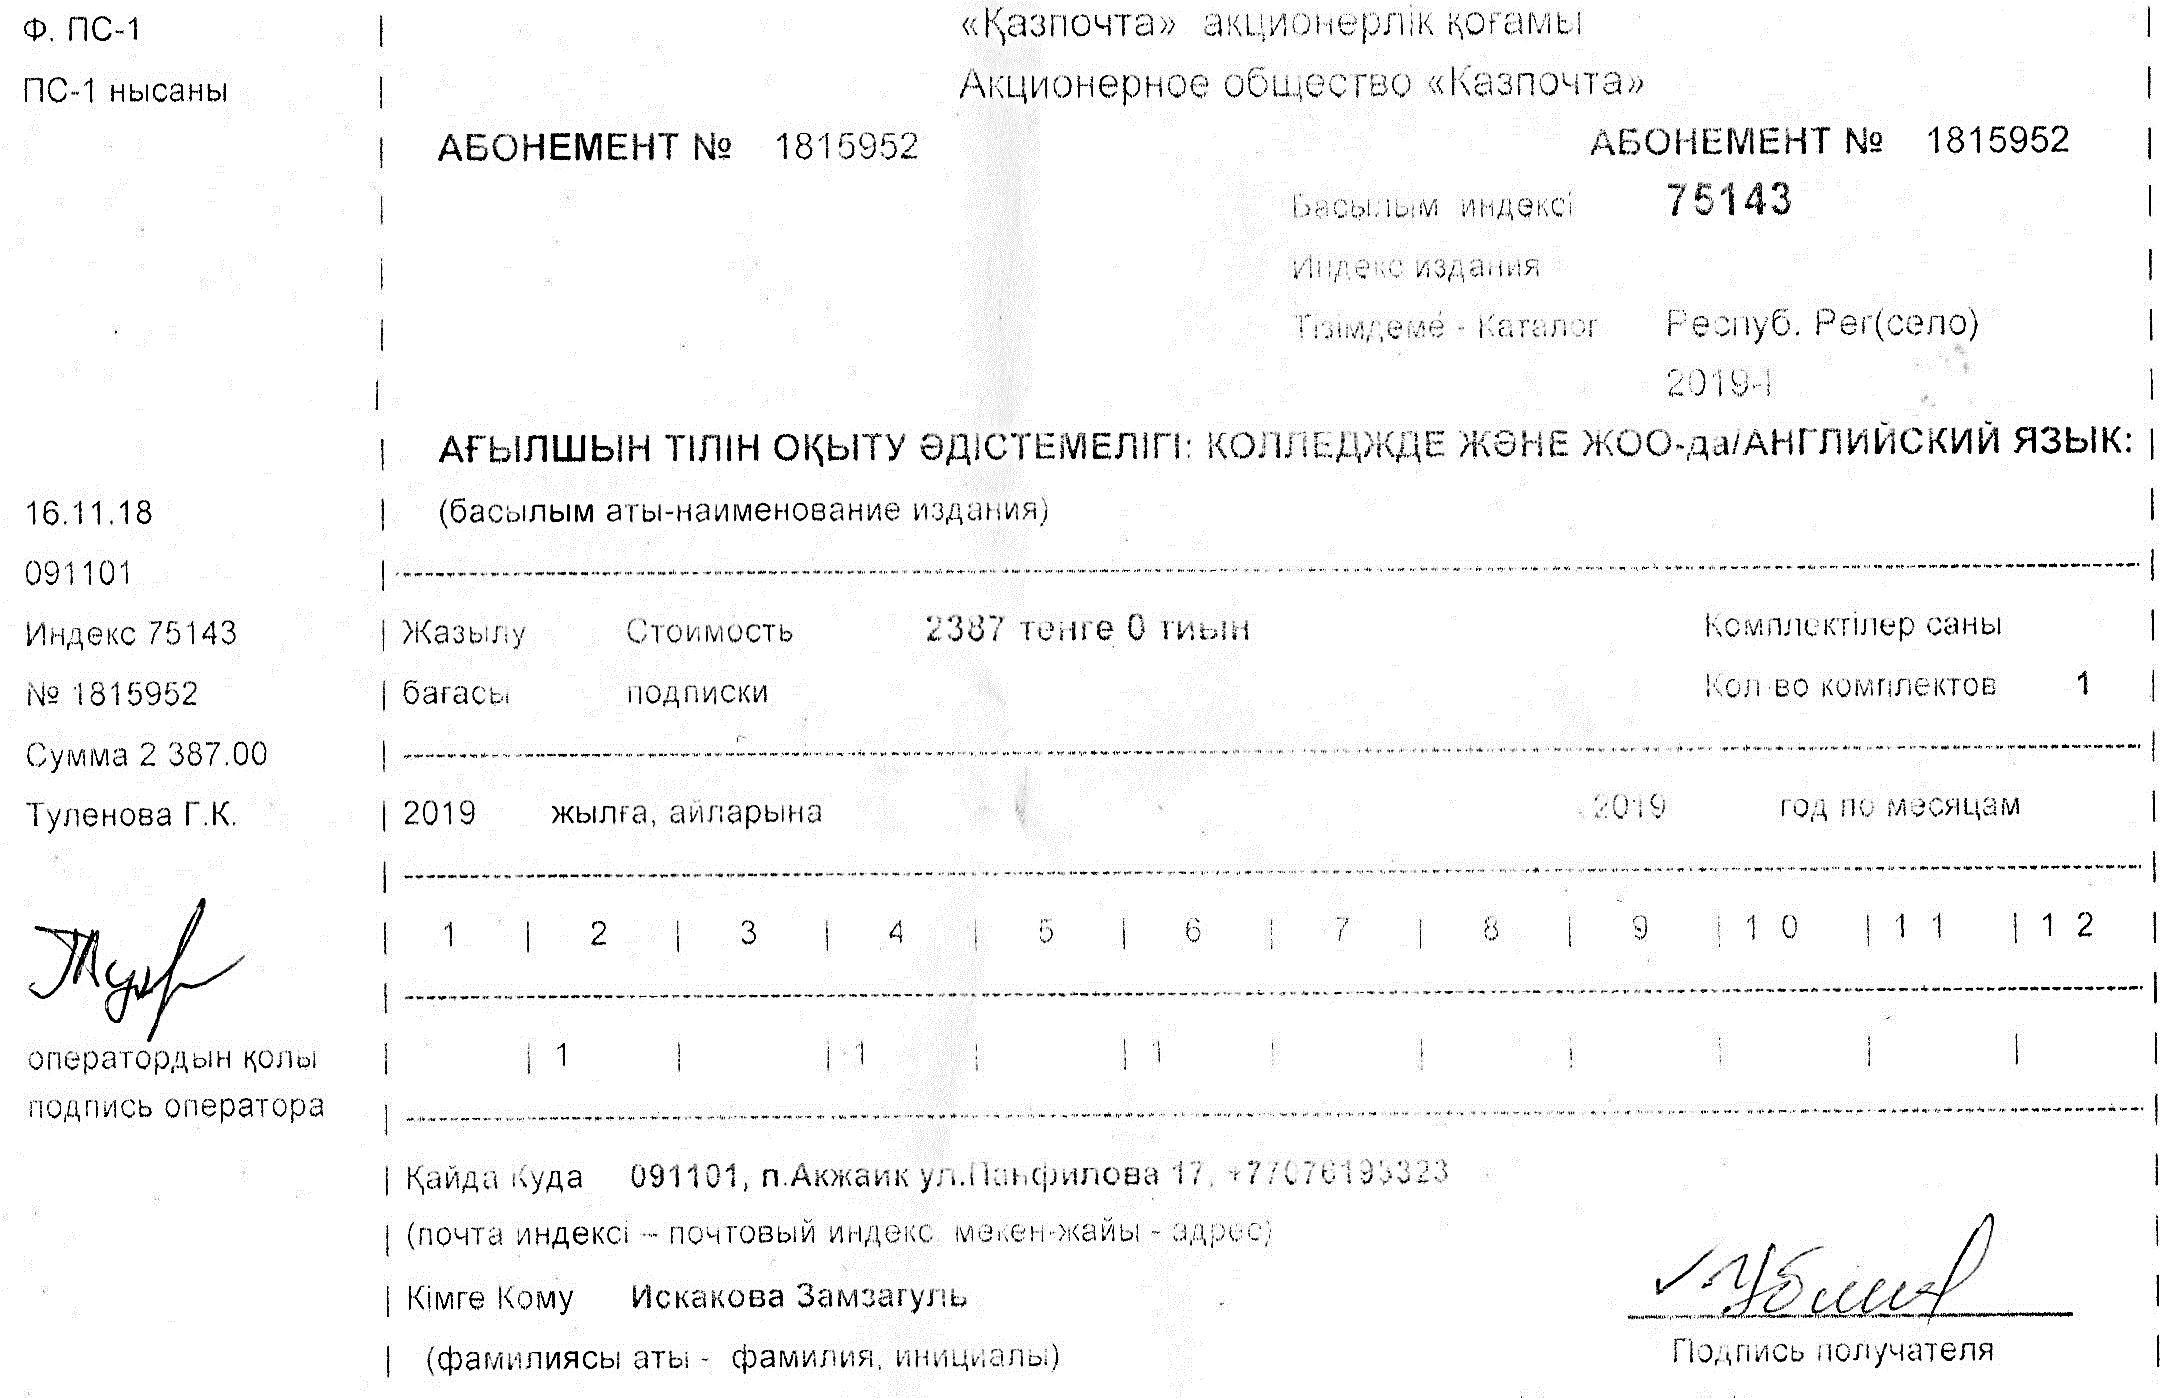 Ф. ПС-1
ПС-1 нысаны
«Қазпочта» акционерлік қоғамы
Акционерное общество «Казпочта»
АБОНЕМЕНТ № 1815952
АБОНЕМЕНТ № 1815952
Басылым индексі 75143
Индекс издания
Тізімдеме - Каталог Респуб. Рег(село)
2019-I
АҒЫЛШЫН ТІЛІН ОҚЫТУ ӘДІСТЕМЕЛІГІ: КОЛЛЕДЖДЕ ЖӘНЕ ЖОО-да/АНГЛИЙСКИЙ ЯЗЫК:
(басылым аты-наименование издания)
16.11.18
091101
Индекс 75143
№ 1815952
Сумма 2 387.00
Туленова Г.К.
оператордын қолы
подпись оператора
Жазылу Стоимость 2387 тенге 0 тиын Комплектілер саны
бағасы подписки Кол-во комплектов 1
2019 жылға, айларына 2019 год по месяцам
1 | 2 | 3 | 4 | 5 | 6 | 7 | 8 | 9 | 10 | 11 | 12
| 1 | | 1 | | 1 | | | | | |
Қайда Куда 091101, п.Акжаик ул.Панфилова 17, +77076193323
(почта индексі – почтовый индекс, мекен-жайы - адрес)
Кімге Кому Искакова Замзагуль
(фамилиясы аты - фамилия, инициалы)
Подпись получателя